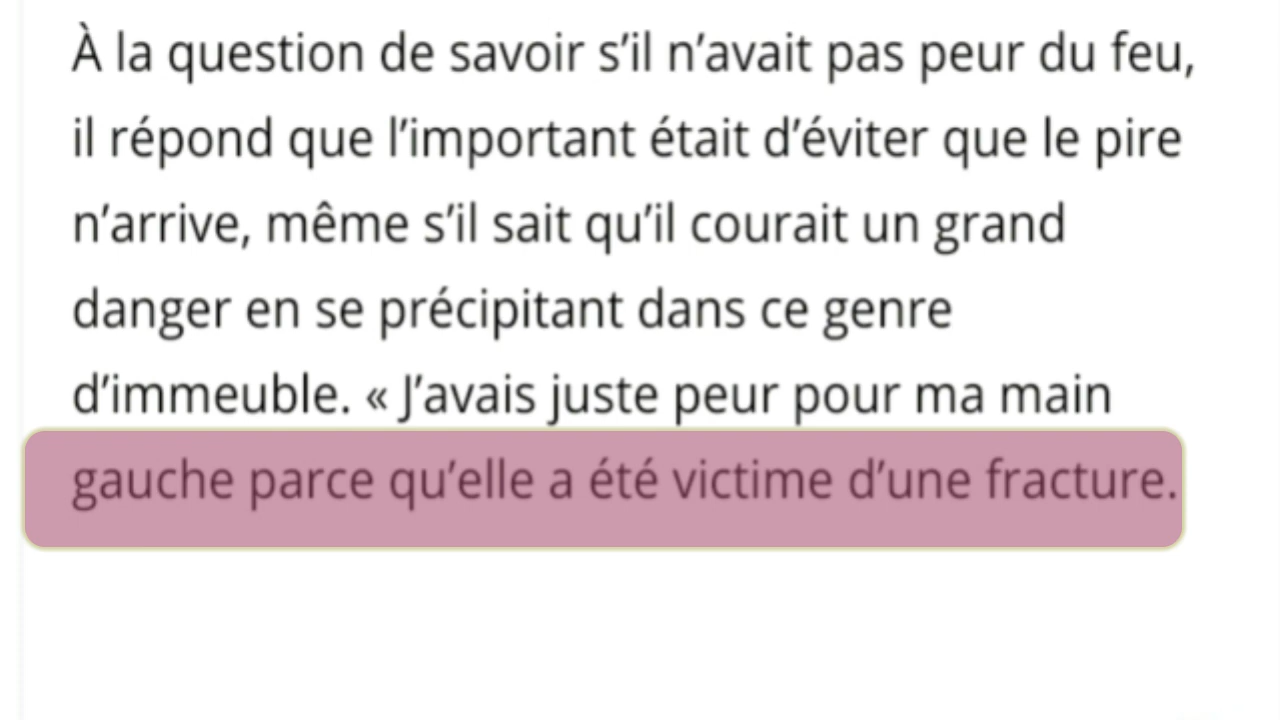 À la question de savoir s’il n’avait pas peur du feu,
il répond que l’important était d’éviter que le pire
n’arrive, même s’il sait qu’il courait un grand
danger en se précipitant dans ce genre
d’immeuble. « J’avais juste peur pour ma main
gauche parce qu’elle a été victime d’une fracture.